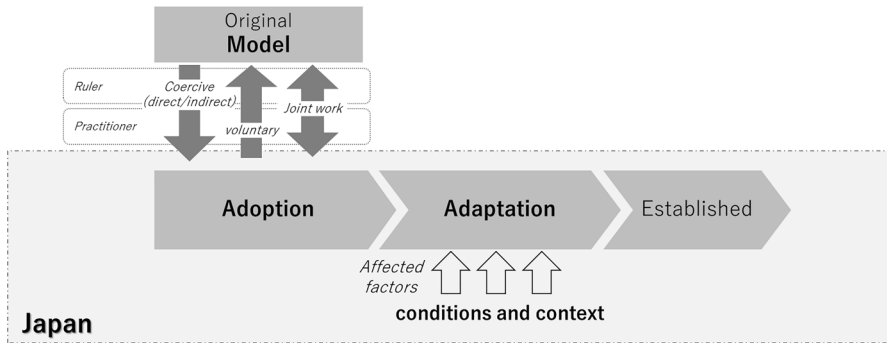 Original
Model
Ruler
Coercive
(direct/indirect)
Joint work
Practitioner
voluntary
Adoption
Adaptation
Established
Affected
factors
conditions and context
Japan